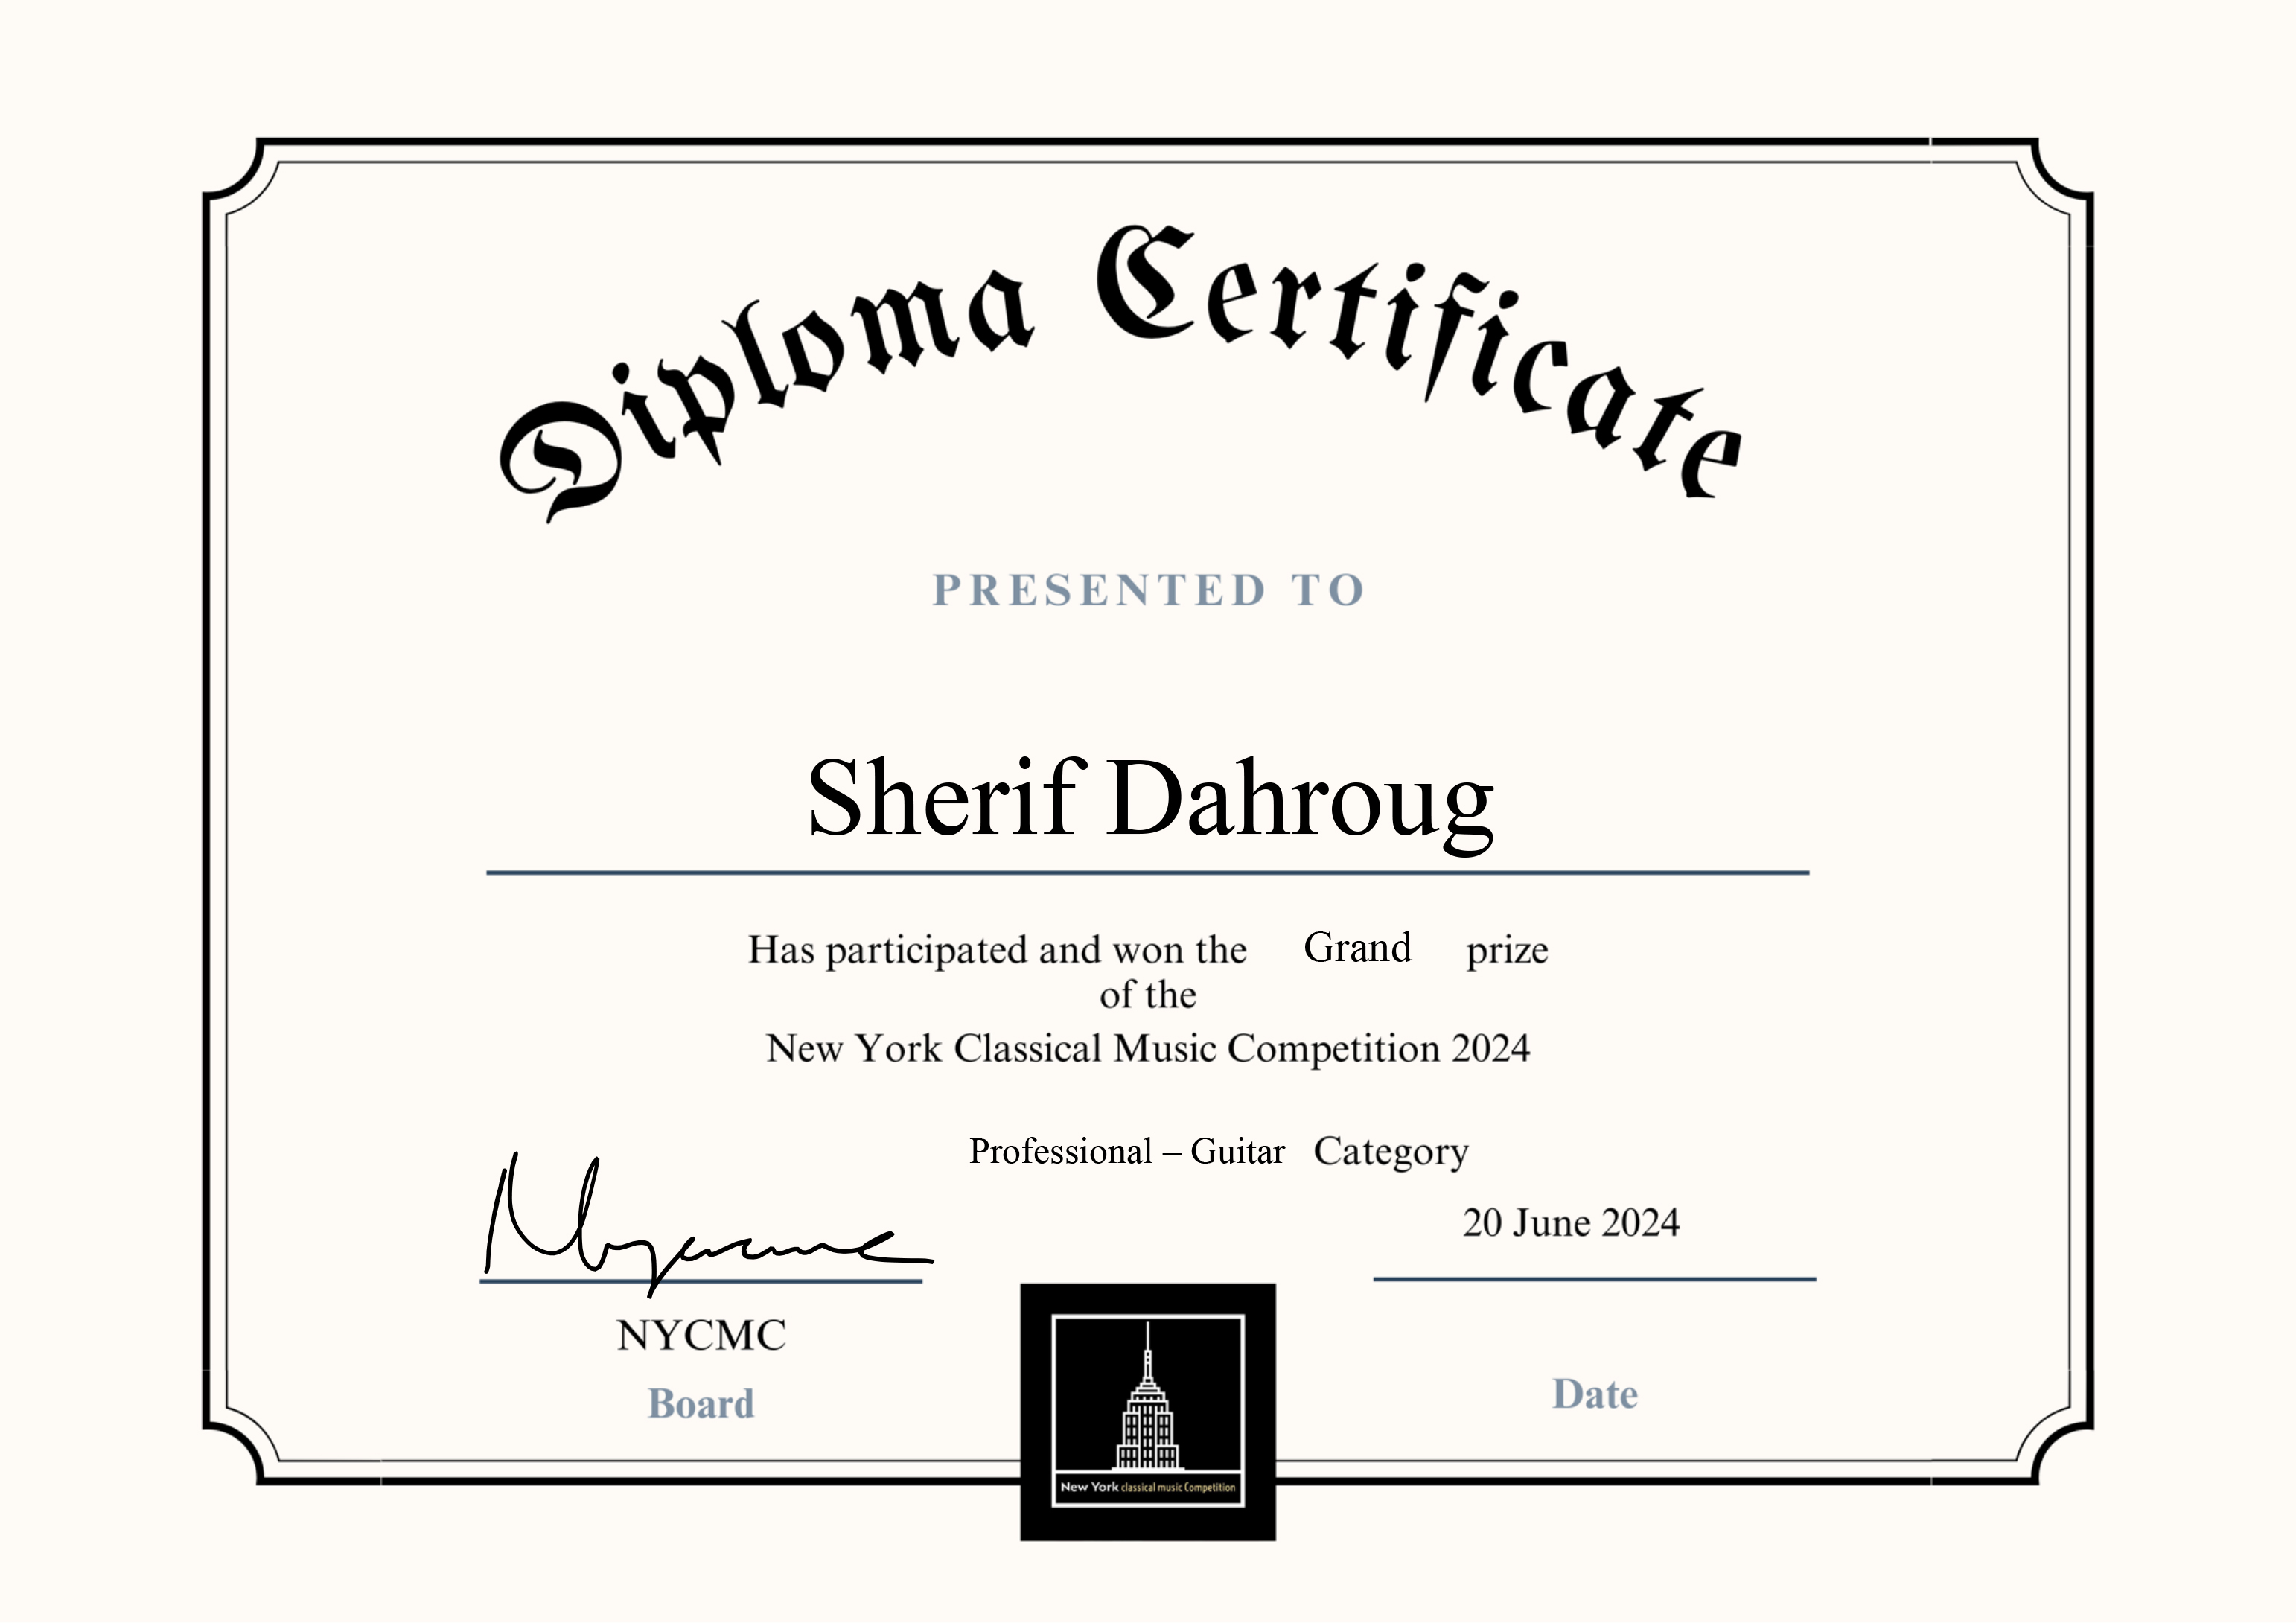 Diploma Certificate
PRESENTED TO
Sherif Dahroug
Has participated and won the Grand prize
of the
New York Classical Music Competition 2024
Professional – Guitar Category
20 June 2024
NYCMC
Board
Date
New York classical music Competition